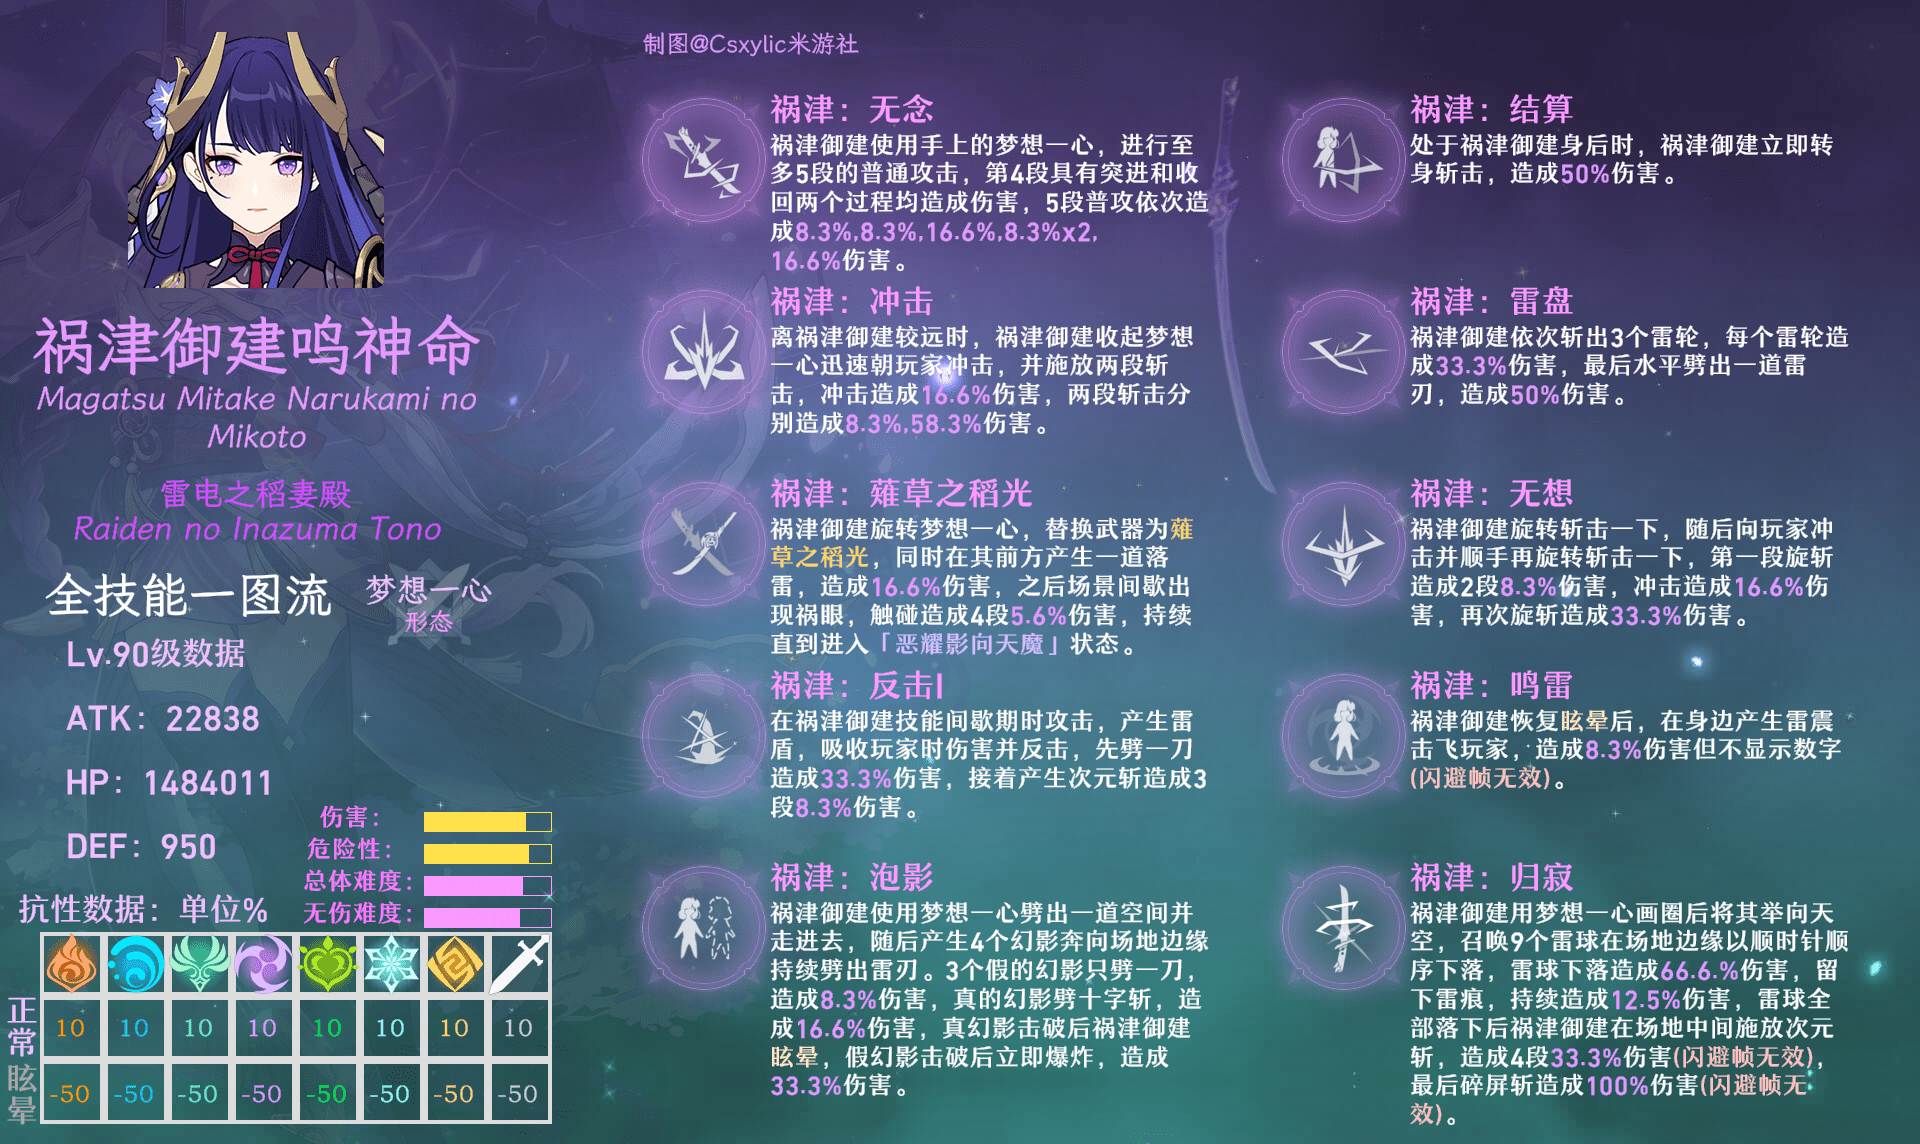 制图@Csxylic米游社
祸津御建鸣神命
Magatsu Mitake Narukami no
Mikoto
雷电之稻妻殿
Raiden no Inazuma Tono
全技能一图流
梦想一心
形态
Lv.90级数据
ATK：22838
HP：1484011
DEF：950
伤害：
危险性：
总体难度：
无伤难度：
抗性数据：单位%
正常
10 10 10 10 10 10 10 10
眩晕
-50 -50 -50 -50 -50 -50 -50 -50
祸津：无念
祸津御建使用手上的梦想一心，进行至
多5段的普通攻击，第4段具有突进和收
回两个过程均造成伤害，5段普攻依次造
成8.3%,8.3%,16.6%,8.3%x2,
16.6%伤害。
祸津：冲击
离祸津御建较远时，祸津御建收起梦想
一心迅速朝玩家冲击，并施放两段斩
击，冲击造成16.6%伤害，两段斩击分
别造成8.3%,58.3%伤害。
祸津：薙草之稻光
祸津御建旋转梦想一心，替换武器为薙
草之稻光，同时在其前方产生一道落
雷，造成16.6%伤害，之后场景间歇出
现祸眼，触碰造成4段5.6%伤害，持续
直到进入「恶耀影向天魔」状态。
祸津：反击I
在祸津御建技能间歇期时攻击，产生雷
盾，吸收玩家时伤害并反击，先劈一刀
造成33.3%伤害，接着产生次元斩造成3
段8.3%伤害。
祸津：泡影
祸津御建使用梦想一心劈出一道空间并
走进去，随后产生4个幻影奔向场地边缘
持续劈出雷刃。3个假的幻影只劈一刀，
造成8.3%伤害，真的幻影劈十字斩，造
成16.6%伤害，真幻影击破后祸津御建
眩晕，假幻影击破后立即爆炸，造成
33.3%伤害。
祸津：结算
处于祸津御建身后时，祸津御建立即转
身斩击，造成50%伤害。
祸津：雷盘
祸津御建依次斩出3个雷轮，每个雷轮造
成33.3%伤害，最后水平劈出一道雷
刃，造成50%伤害。
祸津：无想
祸津御建旋转斩击一下，随后向玩家冲
击并顺手再旋转斩击一下，第一段旋斩
造成2段8.3%伤害，冲击造成16.6%伤
害，再次旋斩造成33.3%伤害。
祸津：鸣雷
祸津御建恢复眩晕后，在身边产生雷震
击飞玩家，造成8.3%伤害但不显示数字
(闪避帧无效)。
祸津：归寂
祸津御建用梦想一心画圈后将其举向天
空，召唤9个雷球在场地边缘以顺时针顺
序下落，雷球下落造成66.6.%伤害，留
下雷痕，持续造成12.5%伤害，雷球全
部落下后祸津御建在场地中间施放次元
斩，造成4段33.3%伤害(闪避帧无效)，
最后碎屏斩造成100%伤害(闪避帧无
效)。